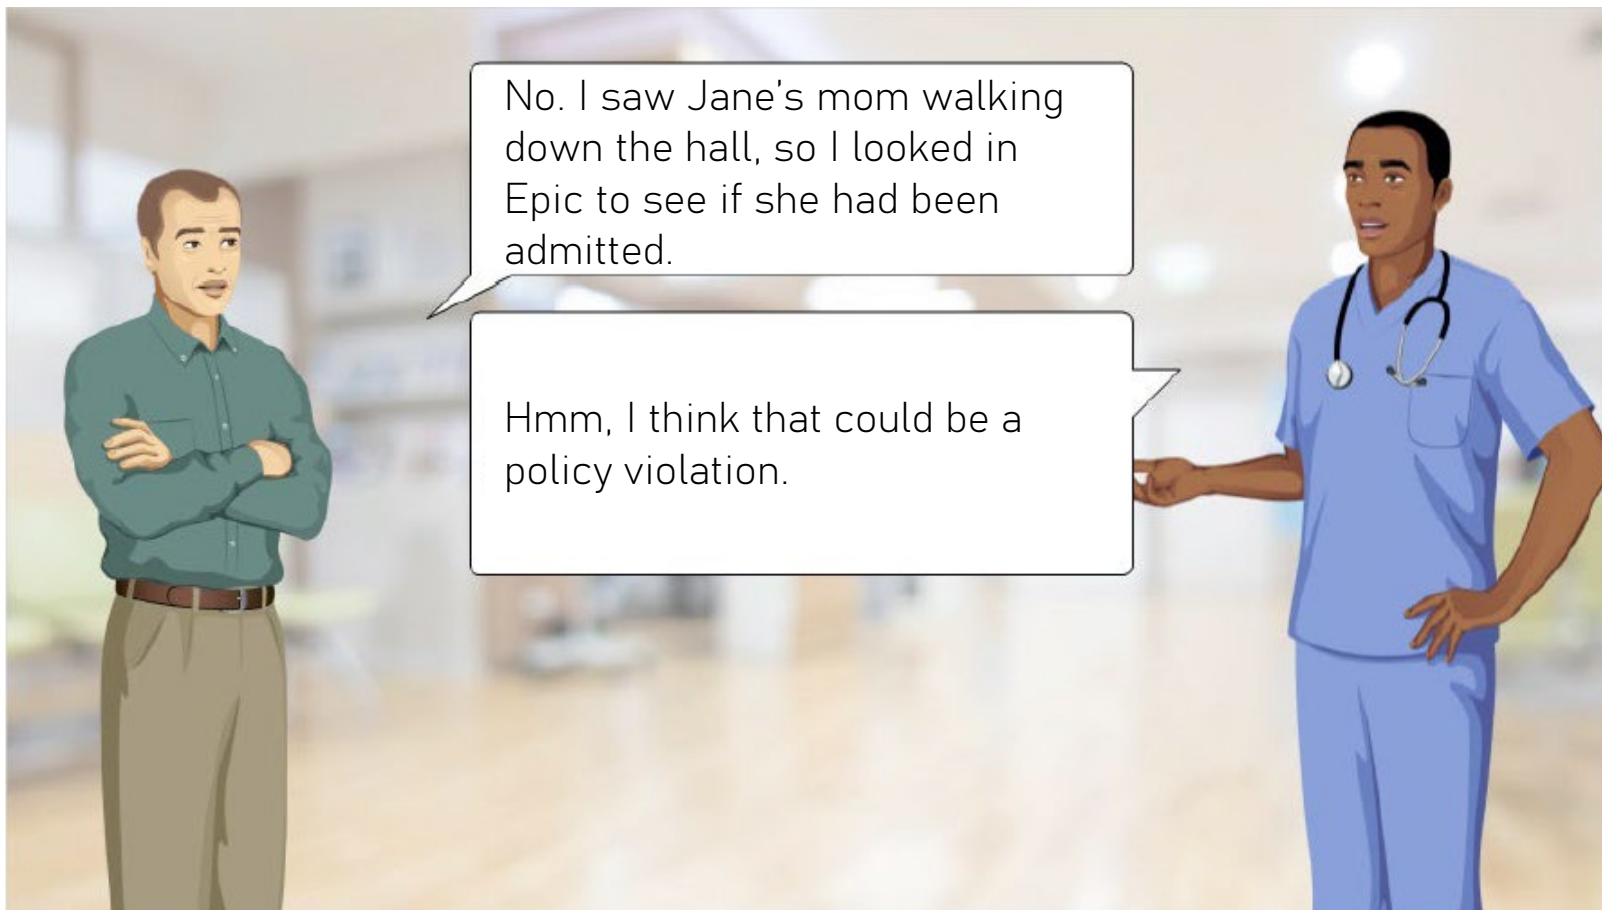 No. I saw Jane's mom walking
down the hall, so I looked in
Epic to see if she had been
admitted.
Hmm, I think that could be a
policy violation.